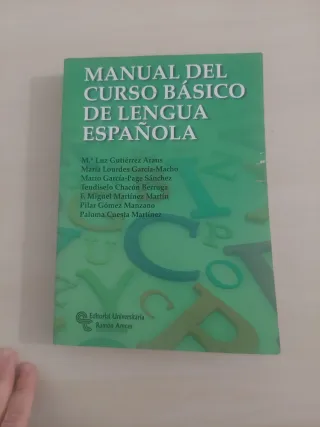 MANUAL DEL
CURSO BÁSICO
DE LENGUA
ESPAÑOLA
M.ª Luz Gutiérrez Araus
María Lourdes García-Macho
Mario García-Page Sánchez
Teudiselo Chacón Berruga
F. Miguel Martínez Martín
Pilar Gómez Manzano
Paloma Cuesta Martínez
Editorial Universitaria
Ramón Areces